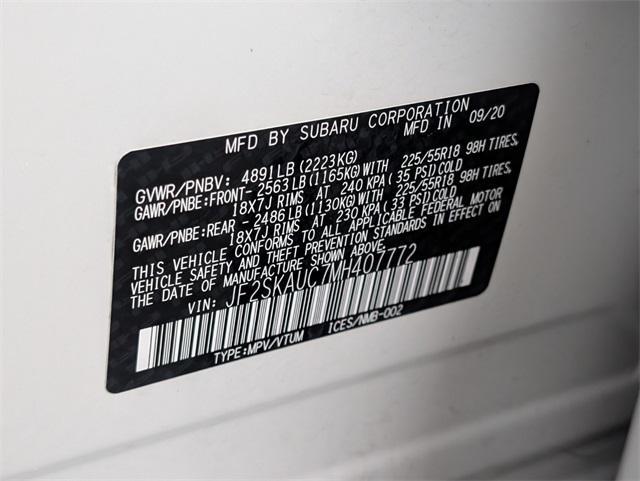 MFD BY SUBARU CORPORATION
MFD IN 09/20
GVWR/PNBV: 4891LB(2223KG)
GAWR/PNBE:FRONT- 2563LB(1165KG)WITH 225/55R18 98H TIRES,
18X7J RIMS AT 240 KPA(35 PSI)COLD
GAWR/PNBE:REAR - 2486LB(1130KG)WITH 225/55R18 98H TIRES,
18X7J RIMS AT 230 KPA(33 PSI)COLD
THIS VEHICLE CONFORMS TO ALL APPLICABLE FEDERAL MOTOR
VEHICLE SAFETY AND THEFT PREVENTION STANDARDS IN EFFECT ON
THE DATE OF MANUFACTURE SHOWN ABOVE.
VIN: JF2SKAUC7MH407772
TYPE:MPV/VTUM ICES/NMB-002